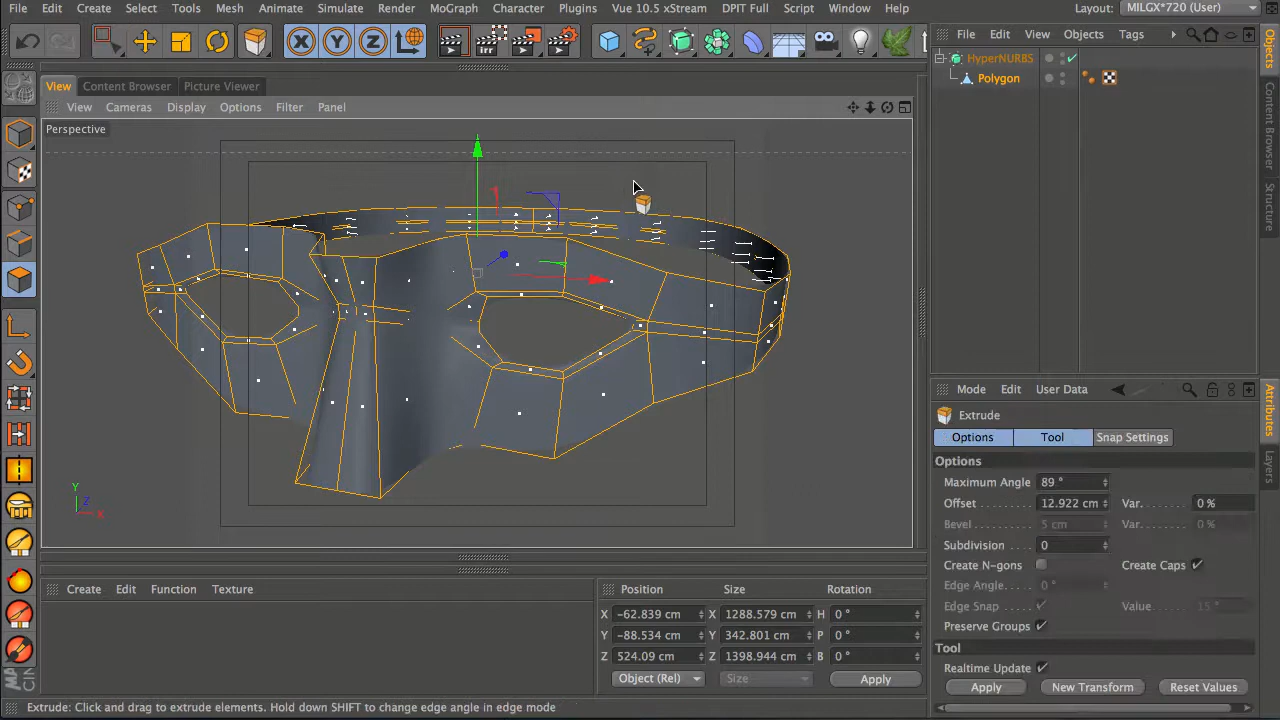 File Edit Create Select Tools Mesh Animate Simulate Render MoGraph Character Plugins Vue 10.5 xStream DPIT Full Script Window Help Layout: MILGX*720 (User)
X Y Z
File Edit View Objects Tags
View Content Browser Picture Viewer
HyperNURBS
Polygon
View Cameras Display Options Filter Panel
Perspective
Objects
Content Browser
Structure
Mode Edit User Data
Extrude
Options Tool Snap Settings
Options
Maximum Angle 89 °
Offset 12.922 cm Var. 0 %
Bevel 5 cm Var. 0 %
Subdivision 0
Create N-gons Create Caps
Edge Angle 0 °
Edge Snap Value 15 °
Preserve Groups
Tool
Realtime Update
Apply New Transform Reset Values
Attributes
Layers
Y
Z
X
Create Edit Function Texture
Position Size Rotation
X -62.839 cm X 1288.579 cm H 0 °
Y -88.534 cm Y 342.801 cm P 0 °
Z 524.09 cm Z 1398.944 cm B 0 °
Object (Rel) Size Apply
Extrude: Click and drag to extrude elements. Hold down SHIFT to change edge angle in edge mode